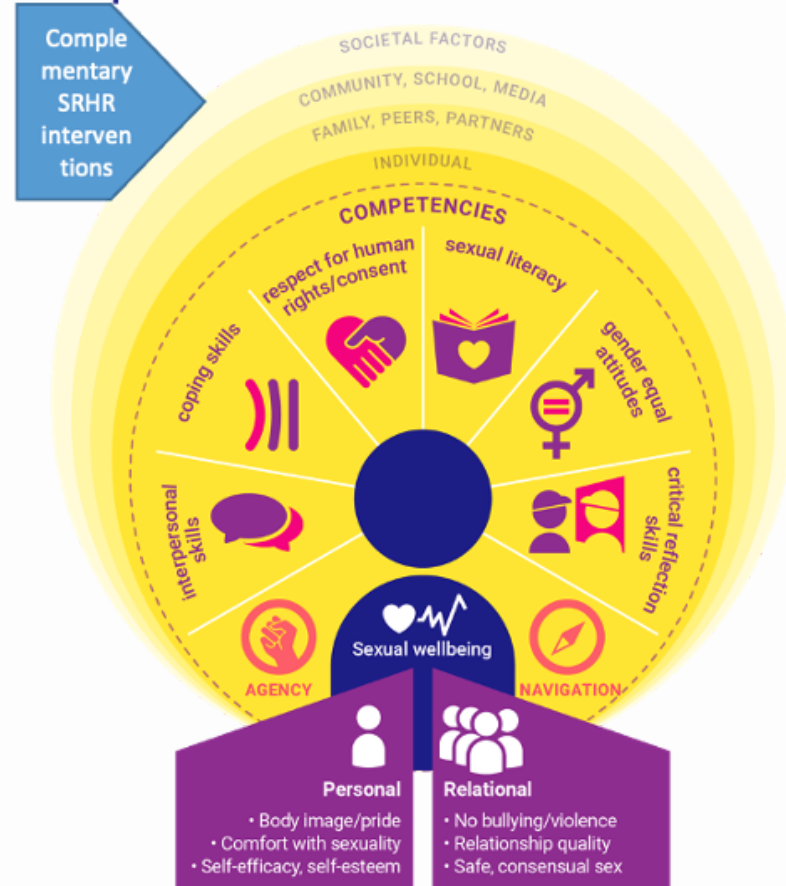 Comple
mentary
SRHR
interven
tions
SOCIETAL FACTORS
COMMUNITY, SCHOOL, MEDIA
FAMILY, PEERS, PARTNERS
INDIVIDUAL
COMPETENCIES
respect for human
rights/consent
sexual literacy
coping skills
gender equal
attitudes
interpersonal
skills
critical reflection
skills
Sexual wellbeing
AGENCY
NAVIGATION
Personal
• Body image/pride
• Comfort with sexuality
• Self-efficacy, self-esteem
Relational
• No bullying/violence
• Relationship quality
• Safe, consensual sex